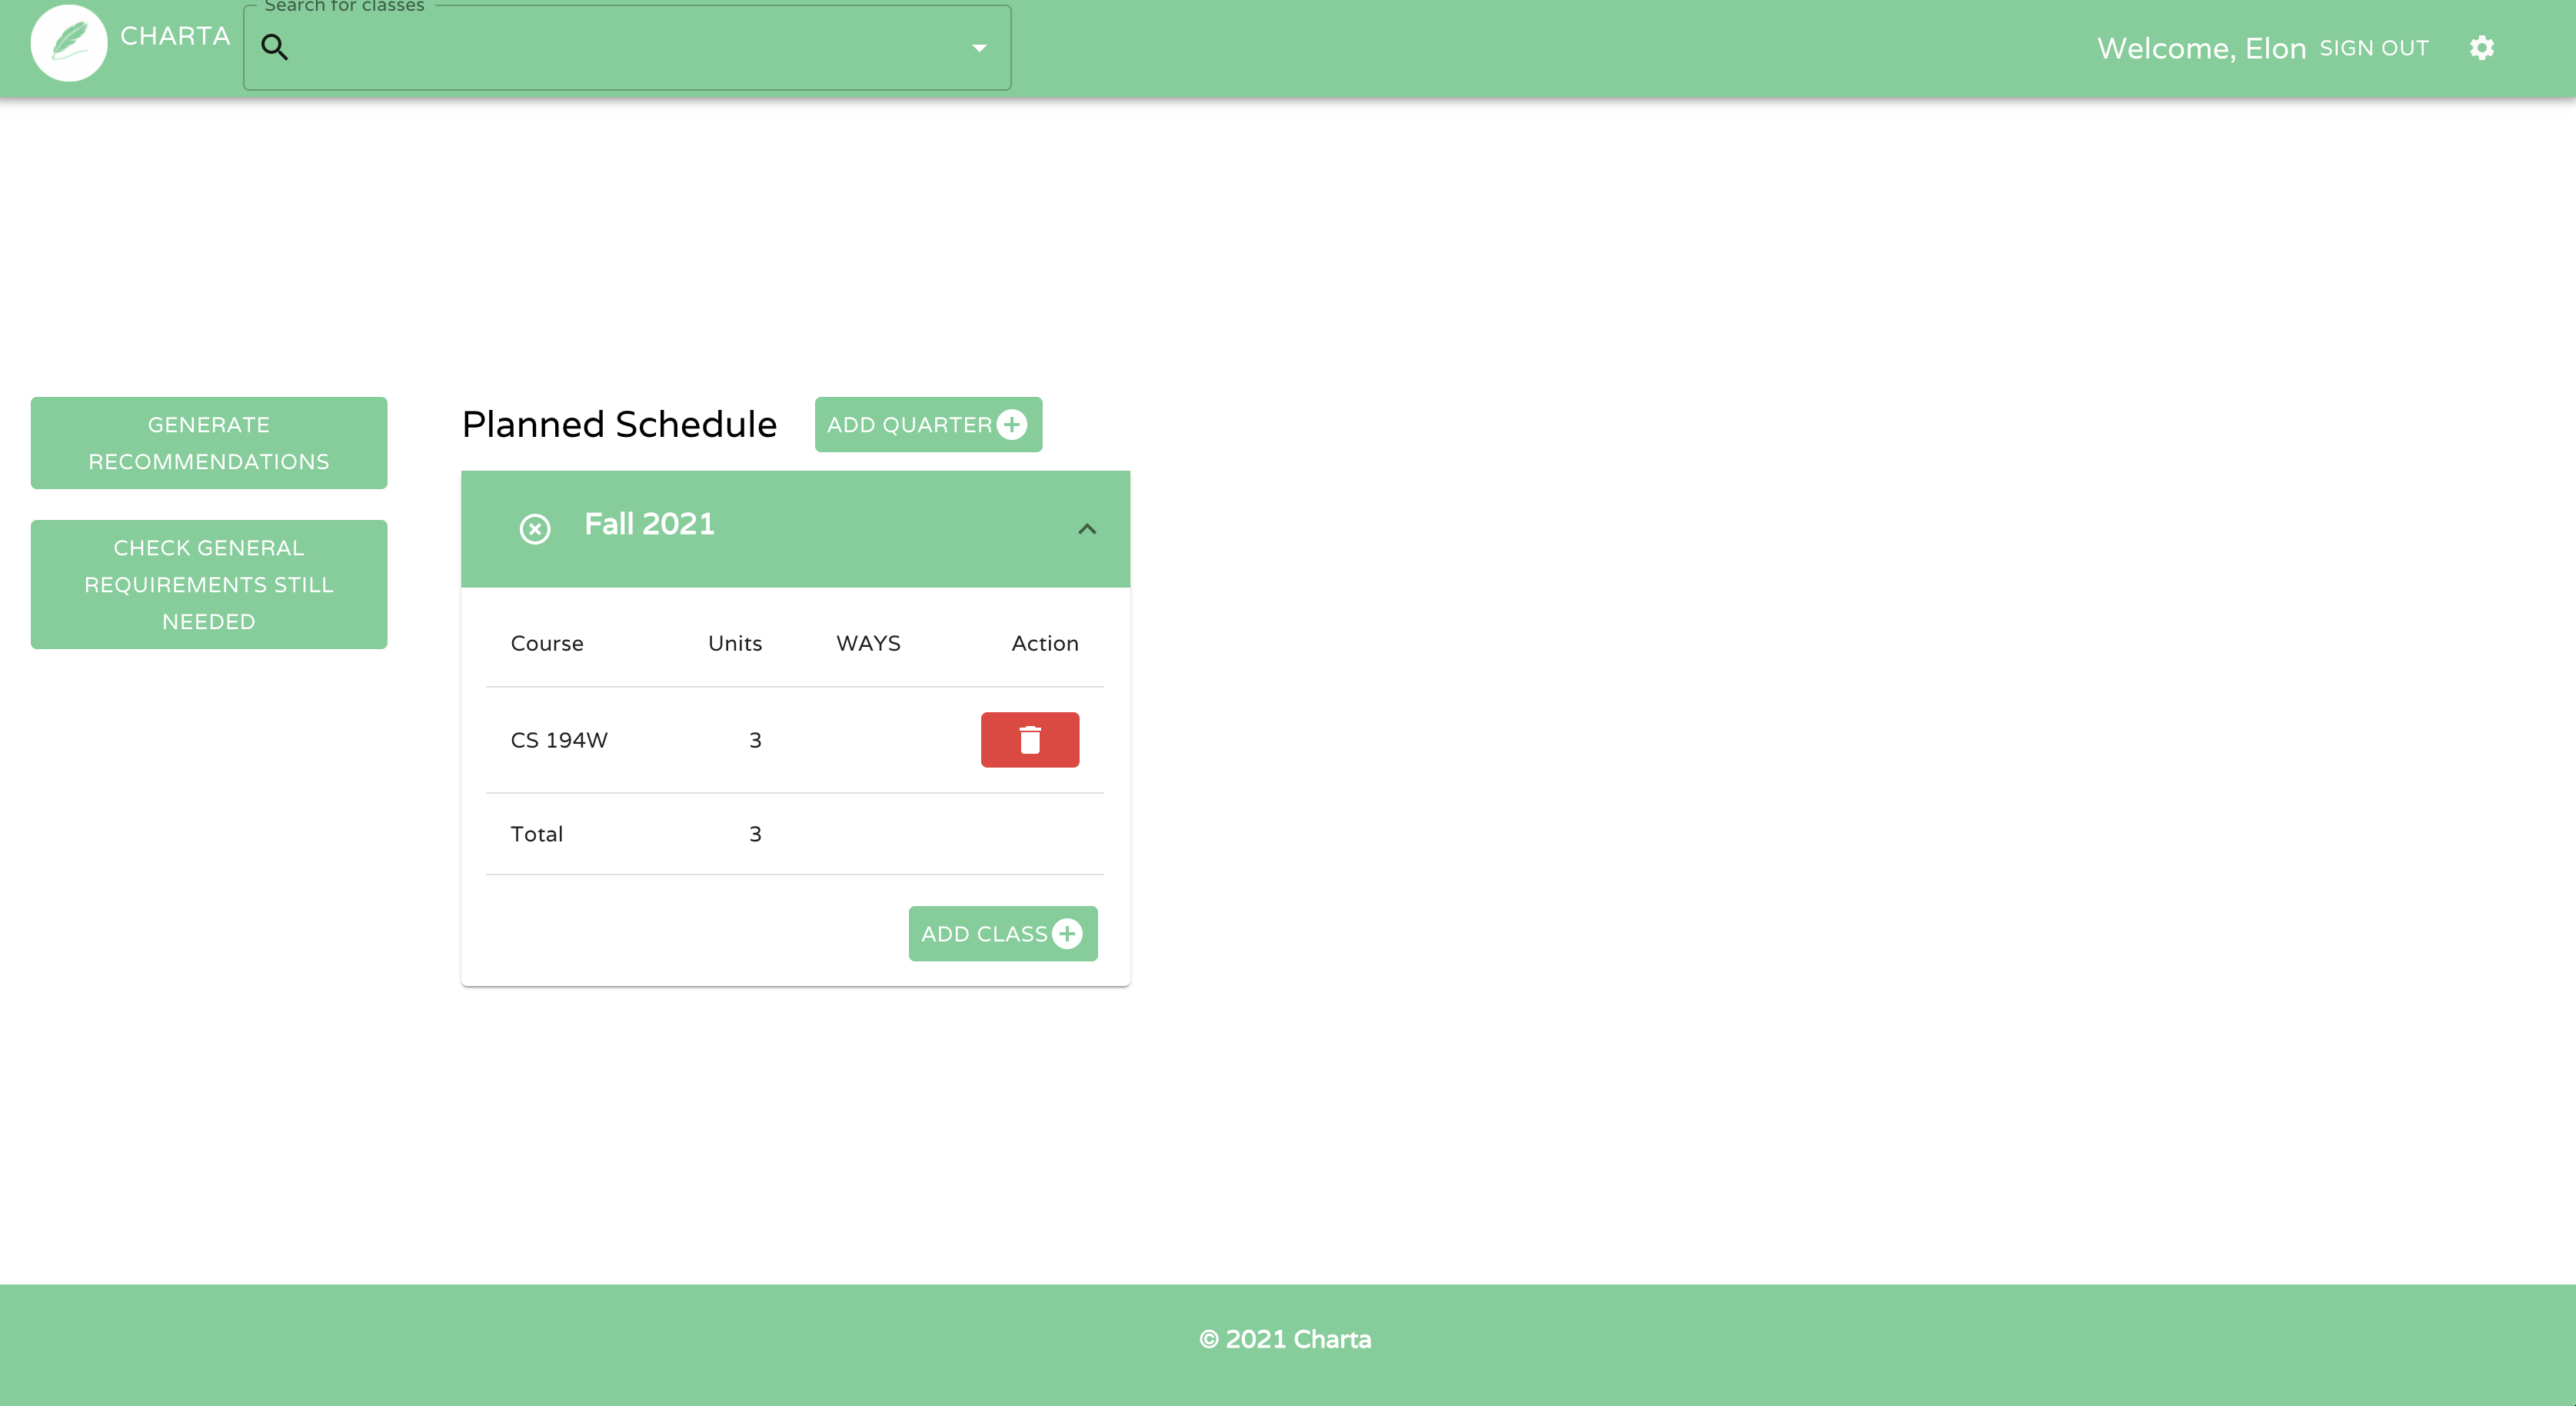 Search for classes
CHARTA
Welcome, Elon SIGN OUT
GENERATE
RECOMMENDATIONS
CHECK GENERAL
REQUIREMENTS STILL
NEEDED
Planned Schedule ADD QUARTER
Fall 2021
Course Units WAYS Action
CS 194W 3
Total 3
ADD CLASS
© 2021 Charta